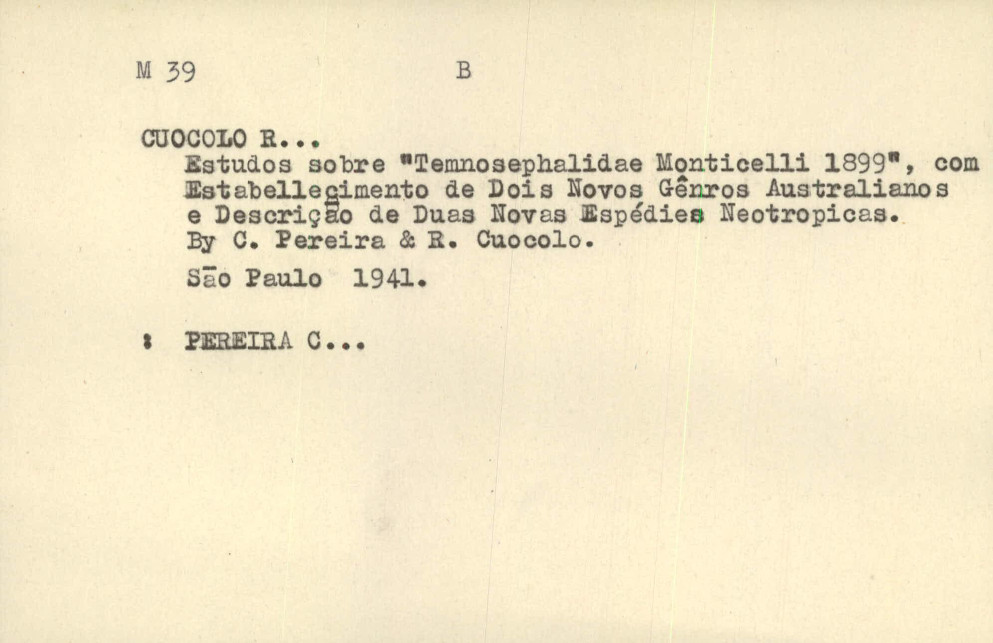 M 39 B
CUOCOLO R...
Estudos sobre "Temnosephalidae Monticelli 1899", com
Estabellecimento de Dois Novos Gênros Australianos
e Descrição de Duas Novas Espédies Neotropicas.
By C. Pereira & R. Cuocolo.
São Paulo 1941.
: PEREIRA C...